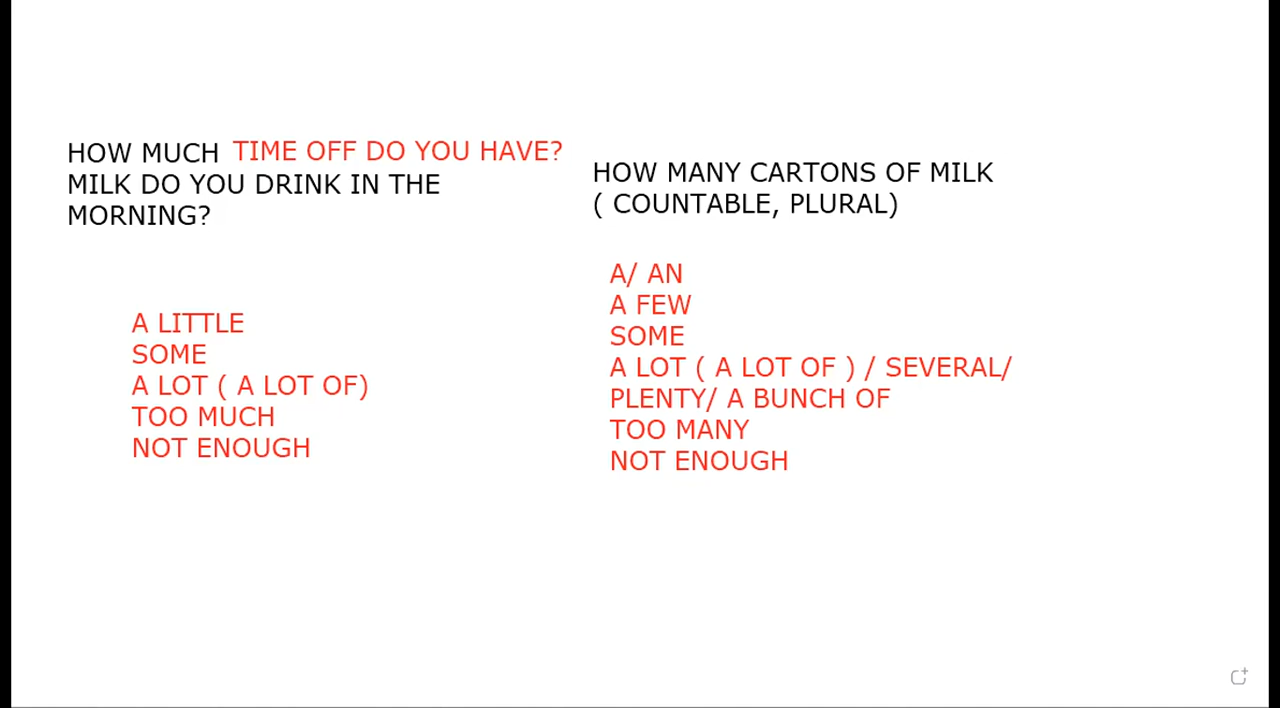 HOW MUCH TIME OFF DO YOU HAVE?
MILK DO YOU DRINK IN THE
MORNING?
A LITTLE
SOME
A LOT ( A LOT OF)
TOO MUCH
NOT ENOUGH
HOW MANY CARTONS OF MILK
( COUNTABLE, PLURAL)
A/ AN
A FEW
SOME
A LOT ( A LOT OF ) / SEVERAL/
PLENTY/ A BUNCH OF
TOO MANY
NOT ENOUGH